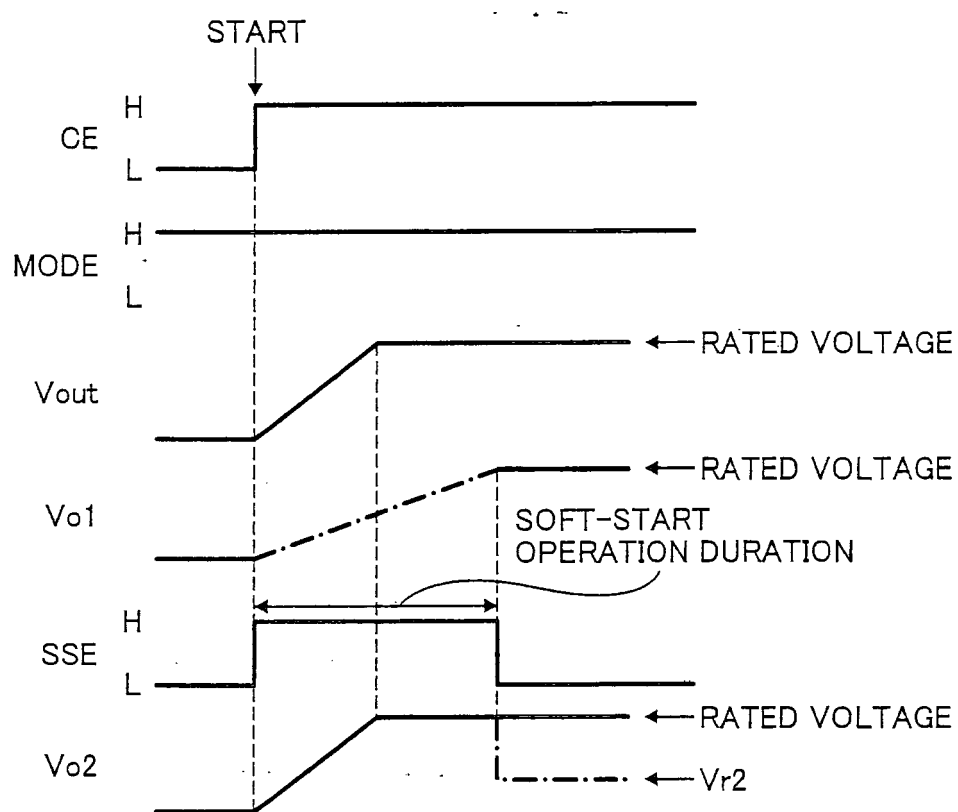 START
H
CE
L
H
MODE
L
RATED VOLTAGE
Vout
RATED VOLTAGE
Vo1
SOFT-START
OPERATION DURATION
H
SSE
L
RATED VOLTAGE
Vo2
Vr2